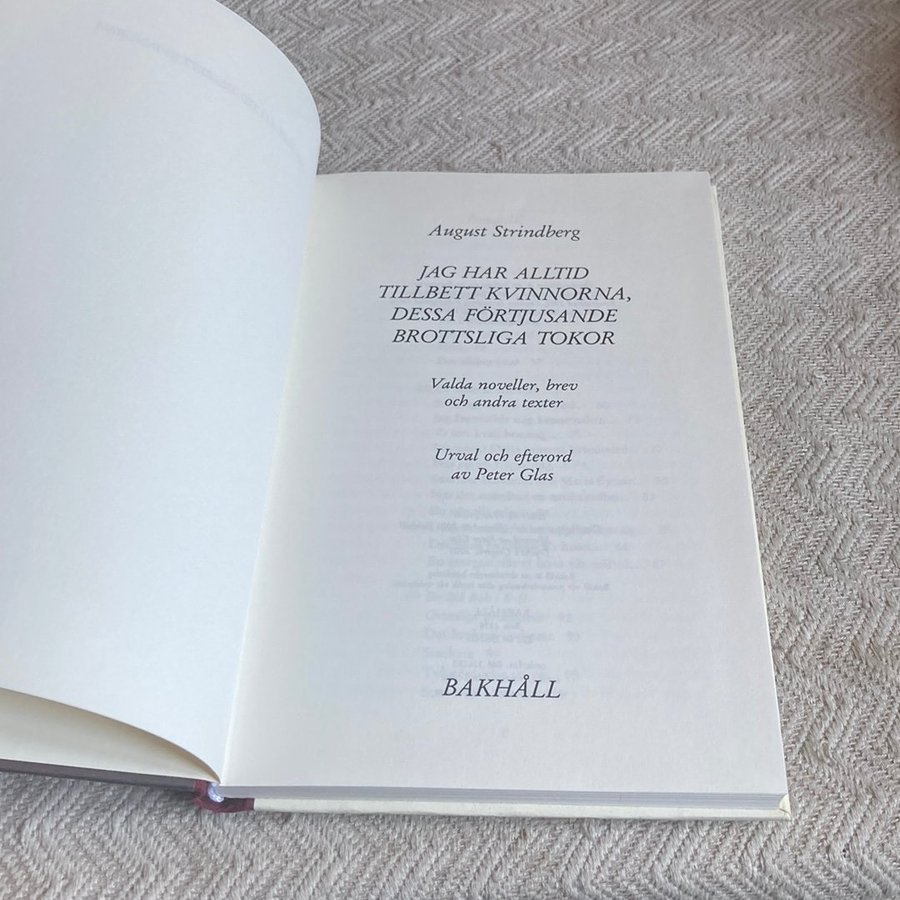 August Strindberg
JAG HAR ALLTID
TILLBETT KVINNORNA,
DESSA FÖRTJUSANDE
BROTTSLIGA TOKOR
Valda noveller, brev
och andra texter
Urval och efterord
av Peter Glas
BAKHÅLL